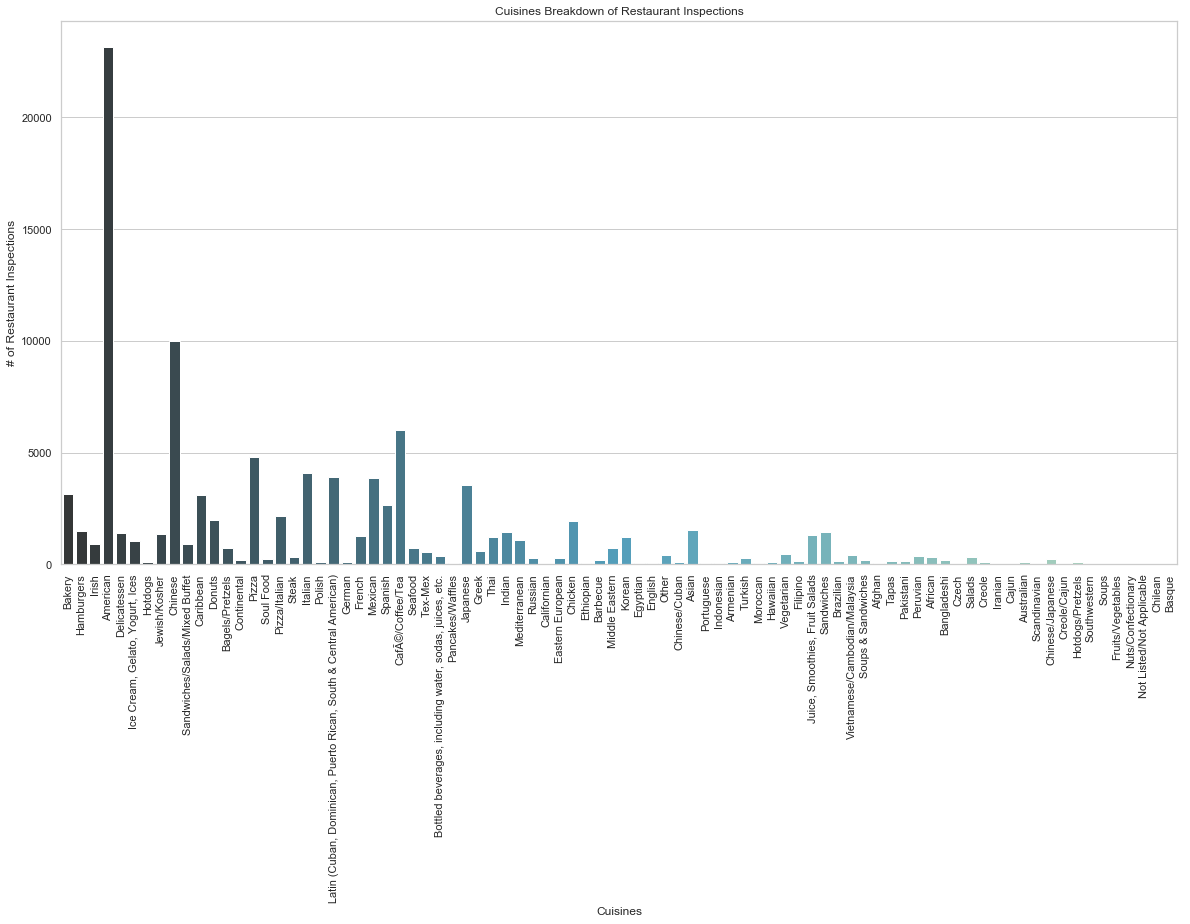 Cuisines Breakdown of Restaurant Inspections
# of Restaurant Inspections
20000
15000
10000
5000
0
Bakery
Hamburgers
Irish
American
Delicatessen
Ice Cream, Gelato, Yogurt, Ices
Hotdogs
Jewish/Kosher
Chinese
Sandwiches/Salads/Mixed Buffet
Caribbean
Donuts
Bagels/Pretzels
Continental
Pizza
Soul Food
Pizza/Italian
Steak
Italian
Polish
Latin (Cuban, Dominican, Puerto Rican, South & Central American)
German
French
Mexican
Spanish
CafÃ©/Coffee/Tea
Seafood
Tex-Mex
Bottled beverages, including water, sodas, juices, etc.
Pancakes/Waffles
Japanese
Greek
Thai
Indian
Mediterranean
Russian
Californian
Eastern European
Chicken
Ethiopian
Barbecue
Middle Eastern
Korean
Egyptian
English
Other
Chinese/Cuban
Asian
Portuguese
Indonesian
Armenian
Turkish
Moroccan
Hawaiian
Vegetarian
Filipino
Juice, Smoothies, Fruit Salads
Sandwiches
Brazilian
Vietnamese/Cambodian/Malaysia
Soups & Sandwiches
Afghan
Tapas
Pakistani
Peruvian
African
Bangladeshi
Czech
Salads
Creole
Iranian
Cajun
Australian
Scandinavian
Chinese/Japanese
Creole/Cajun
Hotdogs/Pretzels
Southwestern
Soups
Fruits/Vegetables
Nuts/Confectionary
Not Listed/Not Applicable
Chilean
Basque
Cuisines